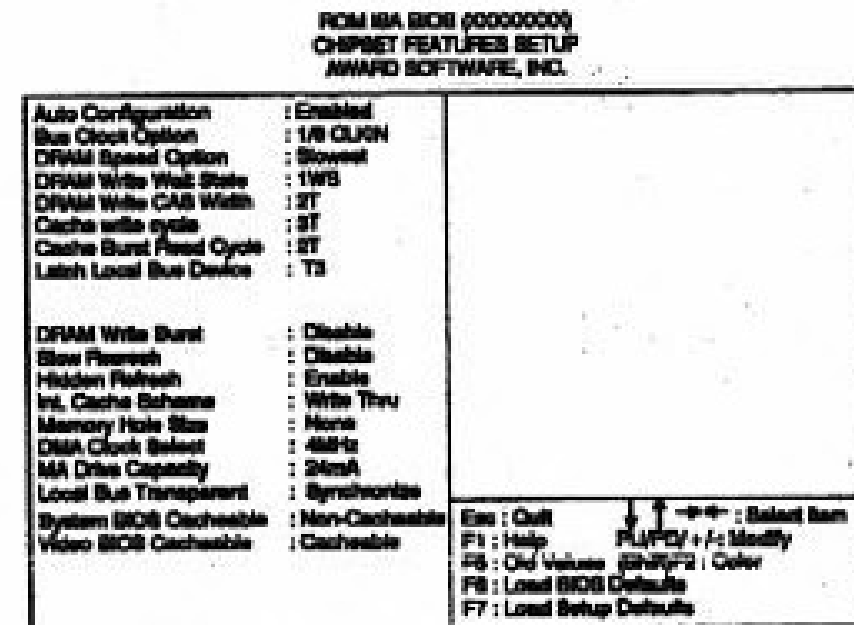 ROM ISA BIOS (00000000)
CHIPSET FEATURES SETUP
AWARD SOFTWARE, INC.
Auto Configuration : Enabled
Bus Clock Option : 1/8 CLKIN
DRAM Speed Option : Slowest
DRAM Write Wait State : 1WS
DRAM Write CAS Width : 2T
Cache write cycle : 3T
Cache Burst Read Cycle : 2T
Latch Local Bus Device : T3
DRAM Write Burst : Disable
Slow Refresh : Disable
Hidden Refresh : Enable
Int. Cache Scheme : Write Thru
Memory Hole Size : None
DMA Clock Select : 4MHz
MA Drive Capacity : 24mA
Local Bus Transparent : Synchronize
System BIOS Cacheable : Non-Cacheable
Video BIOS Cacheable : Cacheable
Esc : Quit ↓ ↑ →← : Select Item
F1 : Help PU/PD/+/- : Modify
F5 : Old Values (Shift)F2 : Color
F6 : Load BIOS Defaults
F7 : Load Setup Defaults